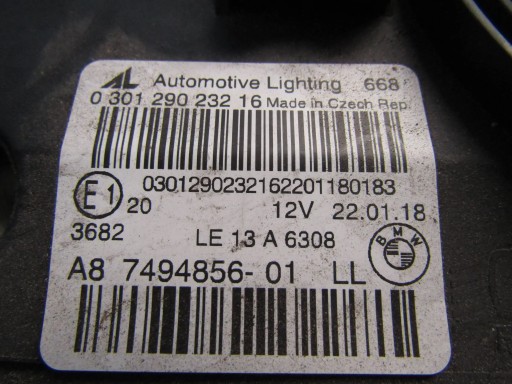 AL Automotive Lighting 668
0 301 290 232 16 Made in Czech Rep.
0301290232162201180183
E1 20 12V 22.01.18
3682 LE 13 A 6308 BMW
A8 7494856-01 LL